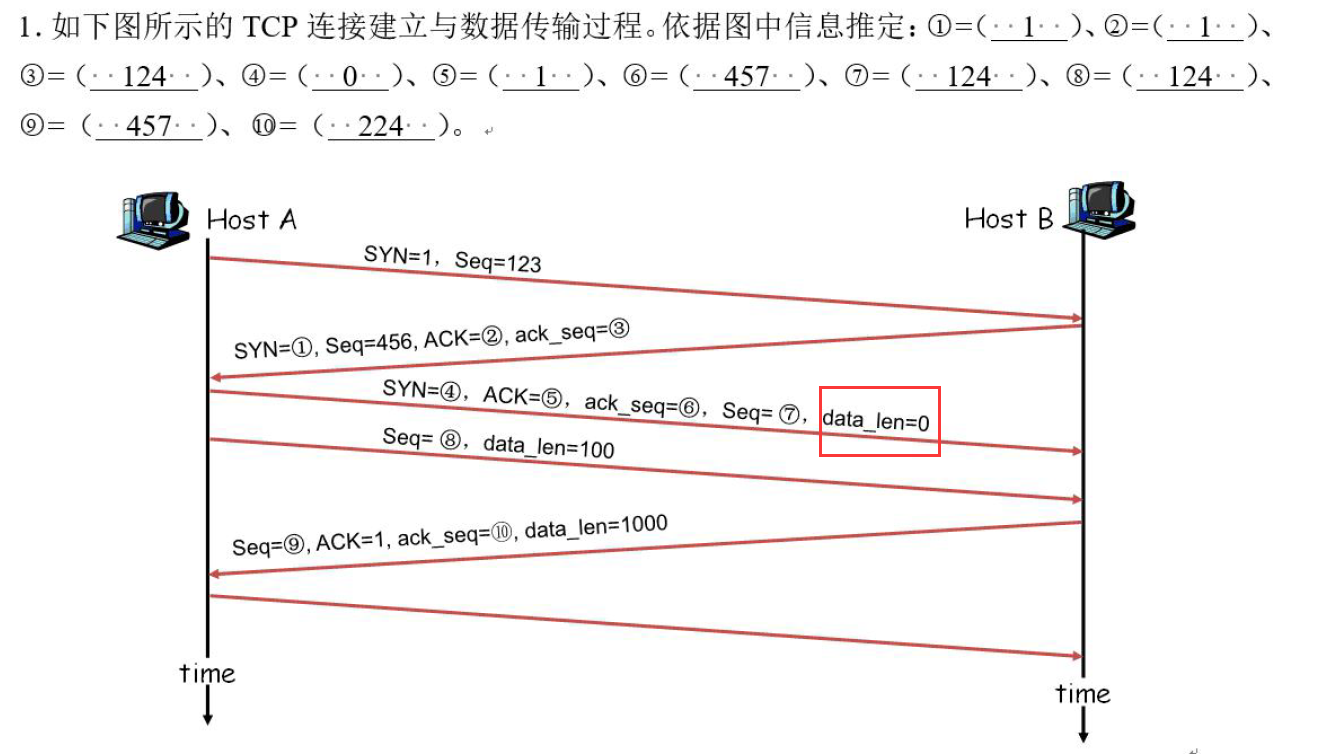 1. 如下图所示的 TCP 连接建立与数据传输过程。依据图中信息推定：①=(··1··)、②=(··1··)、
③=（··124··）、④=（··0··）、⑤=（··1··）、⑥=（··457··）、⑦=（··124··）、⑧=（··124··）、
⑨=（··457··）、⑩=（··224··）。
Host A
Host B
SYN=1，Seq=123
SYN=①, Seq=456, ACK=②, ack_seq=③
SYN=④，ACK=⑤，ack_seq=⑥，Seq= ⑦，data_len=0
Seq= ⑧，data_len=100
Seq=⑨, ACK=1, ack_seq=⑩, data_len=1000
time
time